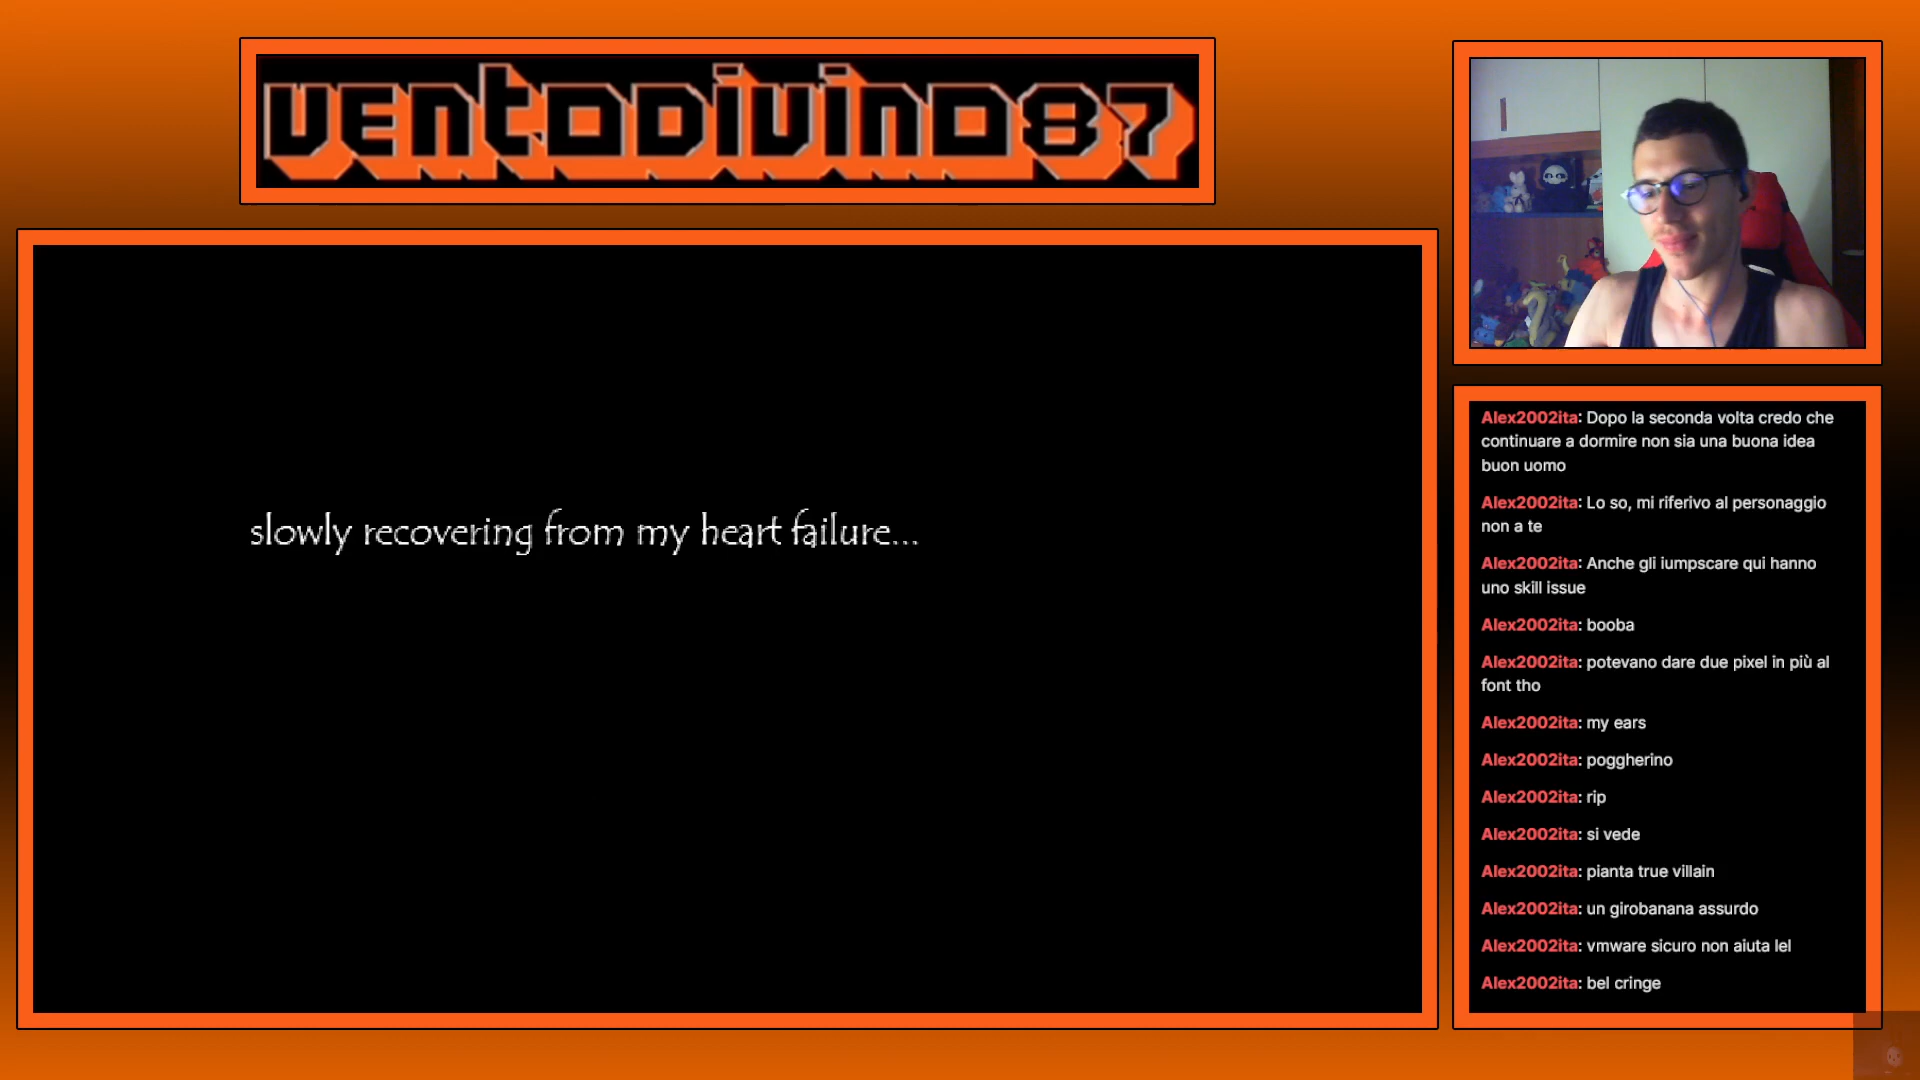 ventodivino87
slowly recovering from my heart failure...
Alex2002ita: Dopo la seconda volta credo che
continuare a dormire non sia una buona idea
buon uomo
Alex2002ita: Lo so, mi riferivo al personaggio
non a te
Alex2002ita: Anche gli iumpscare qui hanno
uno skill issue
Alex2002ita: booba
Alex2002ita: potevano dare due pixel in più al
font tho
Alex2002ita: my ears
Alex2002ita: poggherino
Alex2002ita: rip
Alex2002ita: si vede
Alex2002ita: pianta true villain
Alex2002ita: un girobanana assurdo
Alex2002ita: vmware sicuro non aiuta lel
Alex2002ita: bel cringe